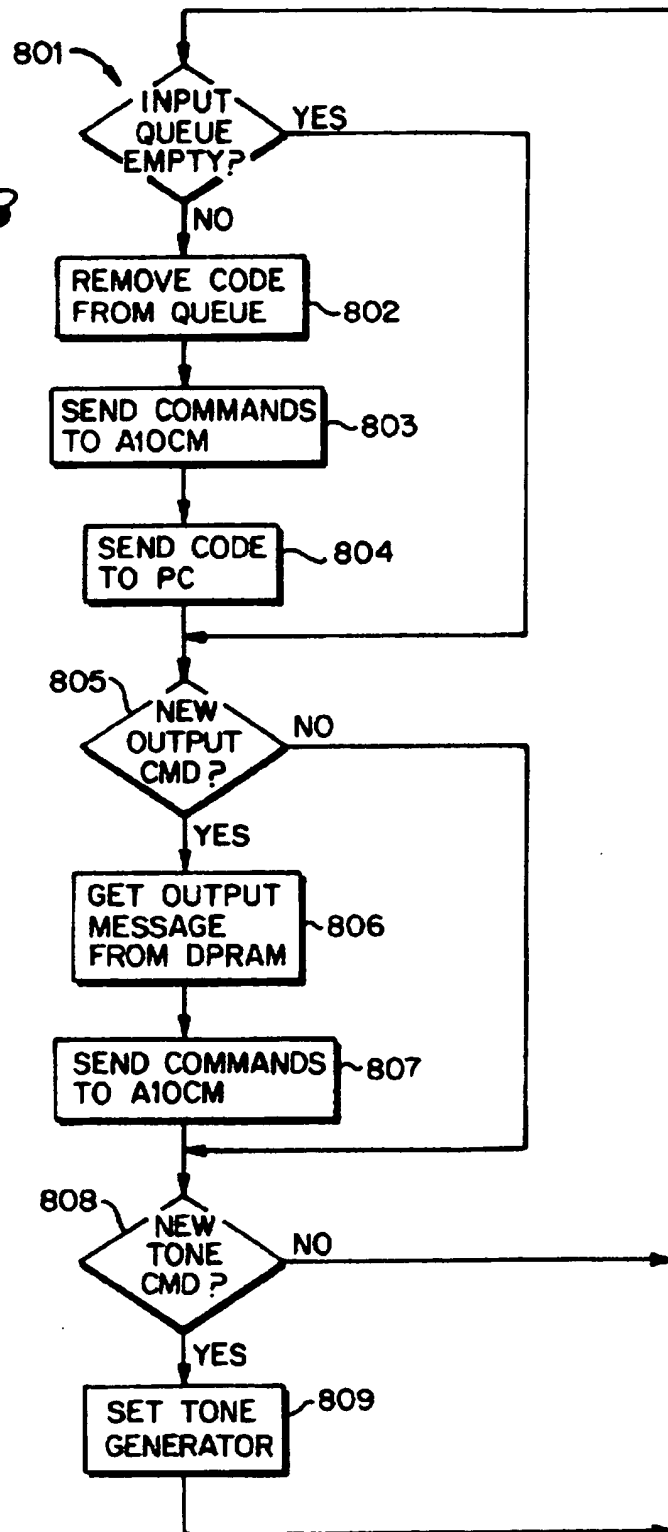 801
INPUT
QUEUE
EMPTY?
YES
NO
REMOVE CODE
FROM QUEUE
802
SEND COMMANDS
TO A1OCM
803
SEND CODE
TO PC
804
805
NEW
OUTPUT
CMD?
NO
YES
GET OUTPUT
MESSAGE
FROM DPRAM
806
SEND COMMANDS
TO A1OCM
807
808
NEW
TONE
CMD?
NO
YES
SET TONE
GENERATOR
809